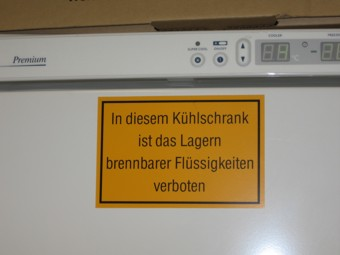 Premium
In diesem Kühlschrank
ist das Lagern
brennbarer Flüssigkeiten
verboten